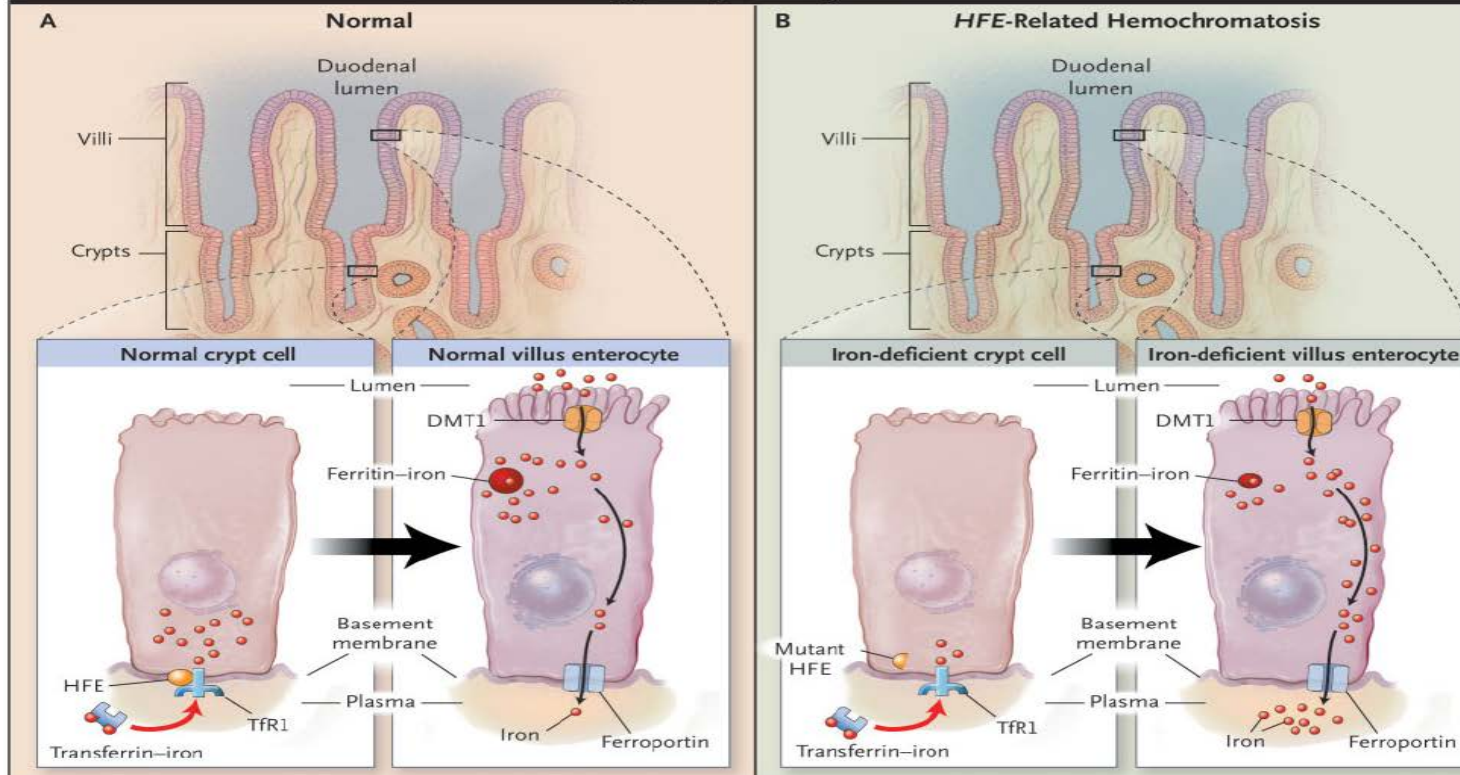 A
Normal
Duodenal
lumen
Villi
Crypts
Normal crypt cell
Normal villus enterocyte
Lumen
DMT1
Ferritin–iron
Basement
membrane
HFE
TfR1
Plasma
Transferrin–iron
Iron
Ferroportin
B
HFE-Related Hemochromatosis
Duodenal
lumen
Villi
Crypts
Iron-deficient crypt cell
Iron-deficient villus enterocyte
Lumen
DMT1
Ferritin–iron
Basement
membrane
Mutant
HFE
TfR1
Plasma
Transferrin–iron
Iron
Ferroportin